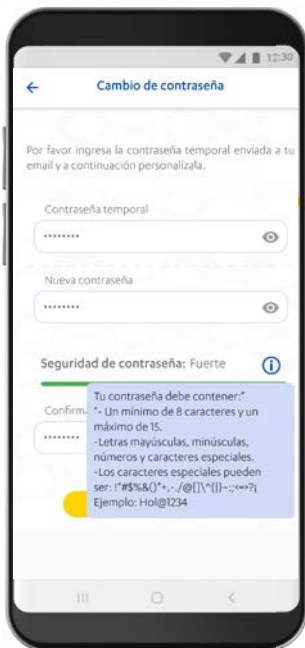 12:30
Cambio de contraseña
Por favor ingresa la contraseña temporal enviada a tu
email y a continuación personalízala.
Contraseña temporal
••••••••
Nueva contraseña
••••••••
Seguridad de contraseña: Fuerte
Tu contraseña debe contener:"
"- Un mínimo de 8 caracteres y un
máximo de 15.
-Letras mayúsculas, minúsculas,
números y caracteres especiales.
-Los caracteres especiales pueden
ser: !"#$%&()*+,-./@[]\^{|}~:;<=>?¡
Ejemplo: Hol@1234
Confirm
••••••••